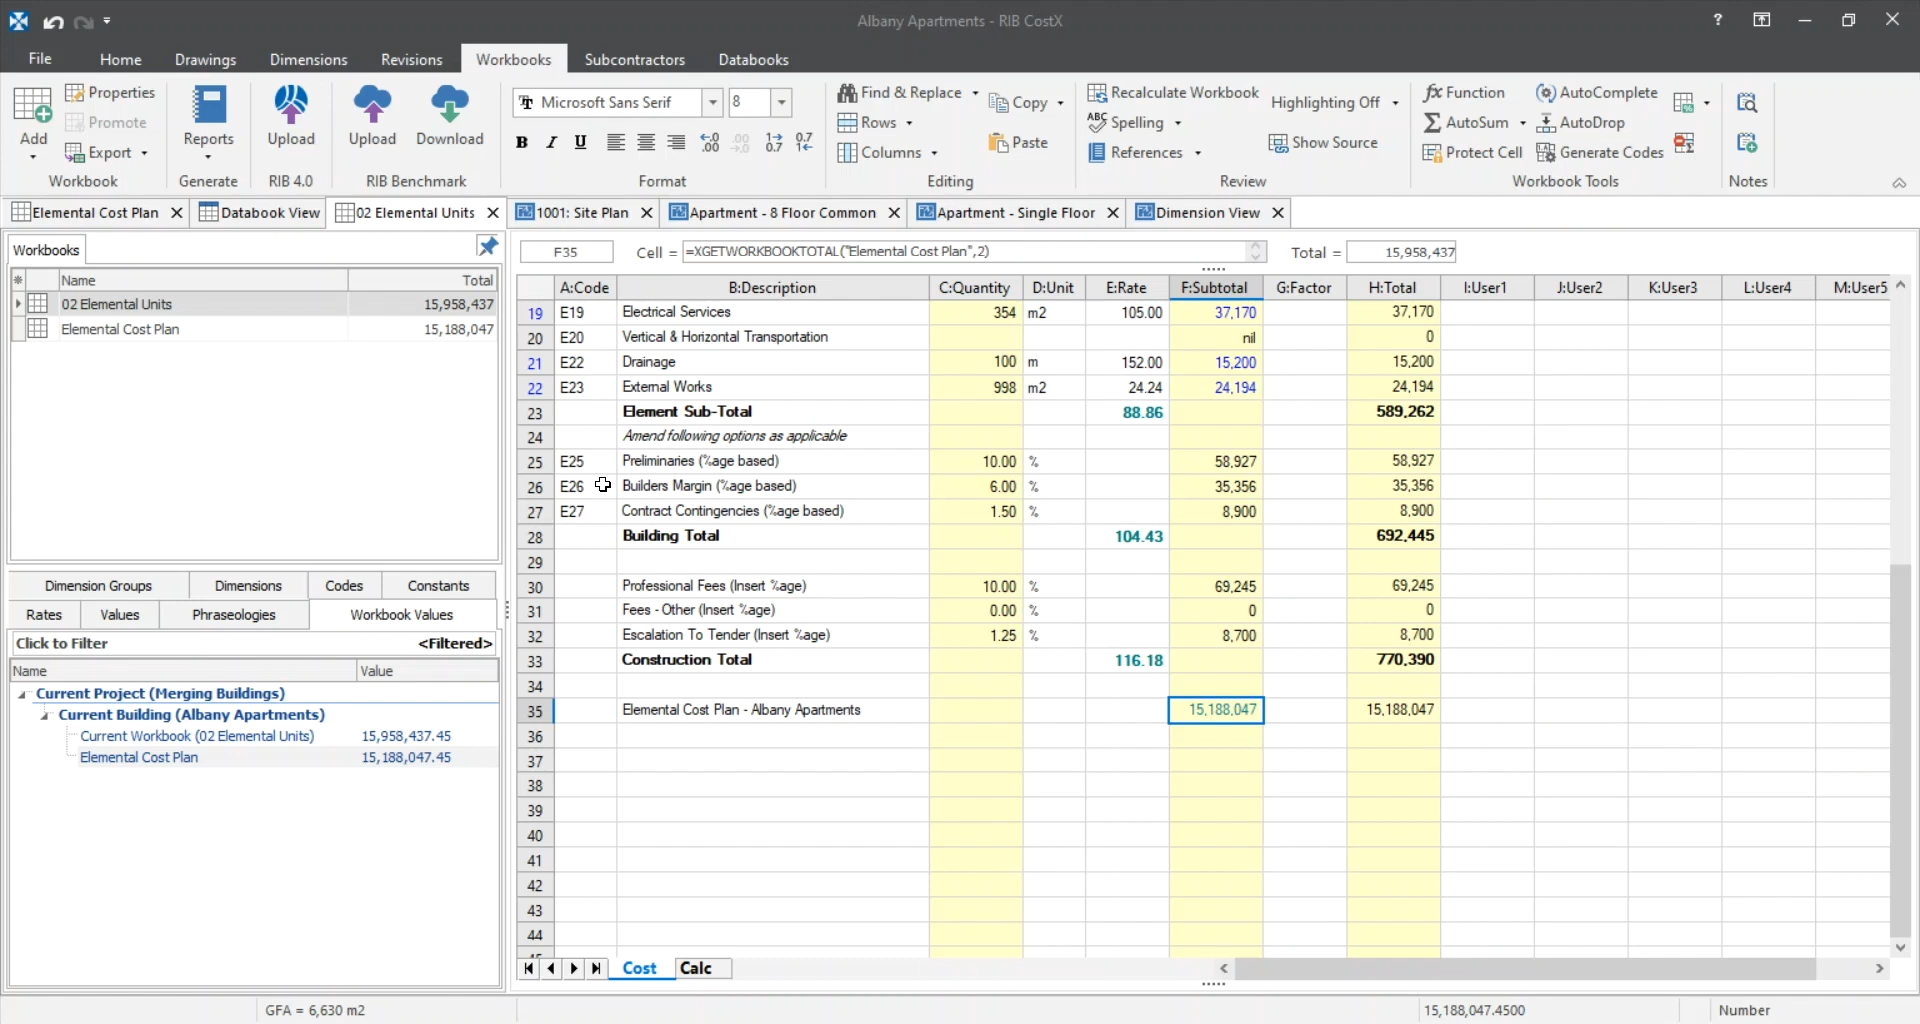 Albany Apartments - RIB CostX
?
File Home Drawings Dimensions Revisions Workbooks Subcontractors Databooks
Add
Properties
Promote
Export
Workbook
Reports
Generate
Upload
RIB 4.0
Upload Download
RIB Benchmark
Microsoft Sans Serif 8
B I U
Format
Find & Replace
Rows
Columns
Copy
Paste
Editing
Recalculate Workbook
ABC Spelling
References
Highlighting Off
Show Source
Review
fx Function
AutoSum
Protect Cell
AutoComplete
AutoDrop
Generate Codes
Workbook Tools
Notes
Elemental Cost Plan Databook View 02 Elemental Units 1001: Site Plan Apartment - 8 Floor Common Apartment - Single Floor Dimension View
Workbooks
Name Total
02 Elemental Units 15,958,437
Elemental Cost Plan 15,188,047
Dimension Groups Dimensions Codes Constants
Rates Values Phraseologies Workbook Values
Click to Filter <Filtered>
Name Value
Current Project (Merging Buildings)
Current Building (Albany Apartments)
Current Workbook (02 Elemental Units) 15,958,437.45
Elemental Cost Plan 15,188,047.45
F35 Cell = =XGETWORKBOOKTOTAL("Elemental Cost Plan",2) Total = 15,958,437
A:Code B:Description C:Quantity D:Unit E:Rate F:Subtotal G:Factor H:Total I:User1 J:User2 K:User3 L:User4 M:User5
19 E19 Electrical Services 354 m2 105.00 37,170 37,170
20 E20 Vertical & Horizontal Transportation nil 0
21 E22 Drainage 100 m 152.00 15,200 15,200
22 E23 External Works 998 m2 24.24 24,194 24,194
23 Element Sub-Total 88.86 589,262
24 Amend following options as applicable
25 E25 Preliminaries (%age based) 10.00 % 58,927 58,927
26 E26 Builders Margin (%age based) 6.00 % 35,356 35,356
27 E27 Contract Contingencies (%age based) 1.50 % 8,900 8,900
28 Building Total 104.43 692,445
29
30 Professional Fees (Insert %age) 10.00 % 69,245 69,245
31 Fees - Other (Insert %age) 0.00 % 0 0
32 Escalation To Tender (Insert %age) 1.25 % 8,700 8,700
33 Construction Total 116.18 770,390
34
35 Elemental Cost Plan - Albany Apartments 15,188,047 15,188,047
36
37
38
39
40
41
42
43
44
Cost Calc
GFA = 6,630 m2 15,188,047.4500 Number